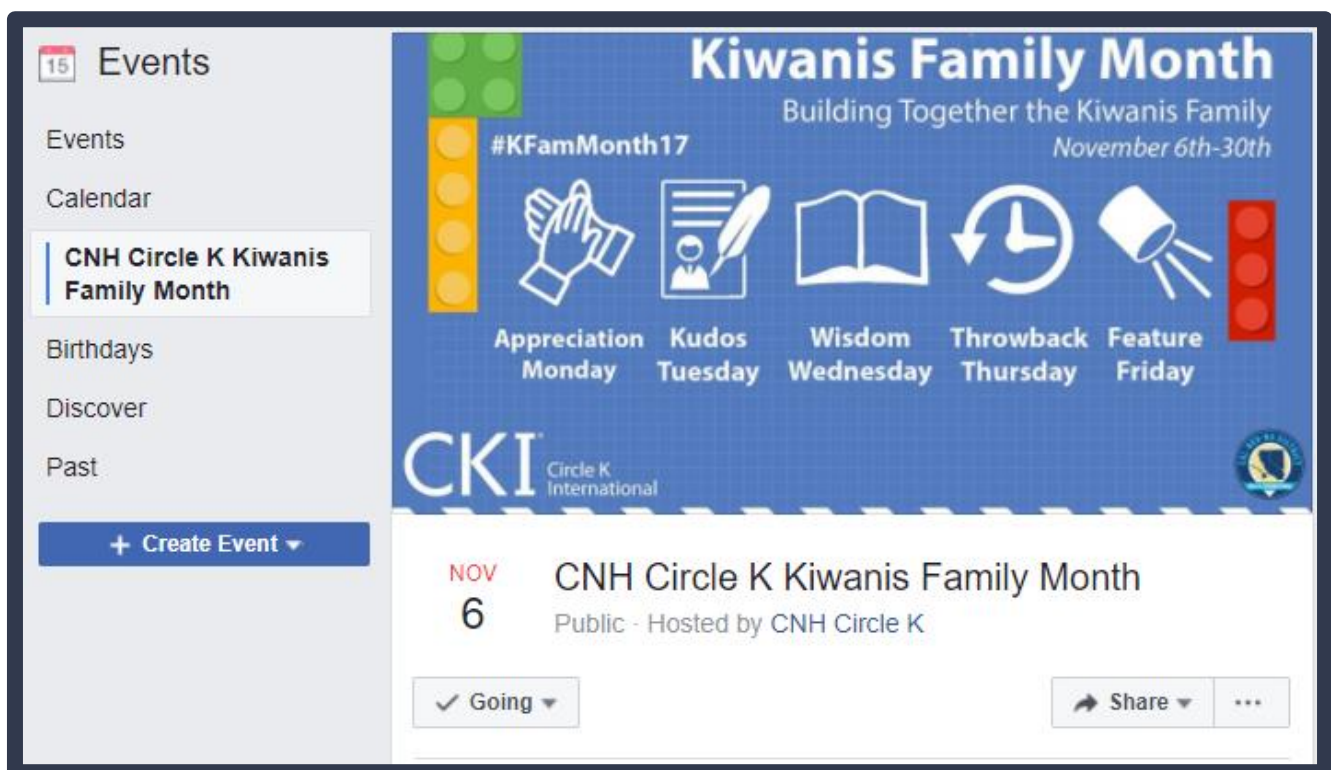 15 Events
Events
Calendar
CNH Circle K Kiwanis
Family Month
Birthdays
Discover
Past
+ Create Event
Kiwanis Family Month
Building Together the Kiwanis Family
#KFamMonth17
November 6th-30th
Appreciation
Monday
Kudos
Tuesday
Wisdom
Wednesday
Throwback
Thursday
Feature
Friday
CKI
Circle K
International
NOV
6
CNH Circle K Kiwanis Family Month
Public · Hosted by CNH Circle K
Going
Share